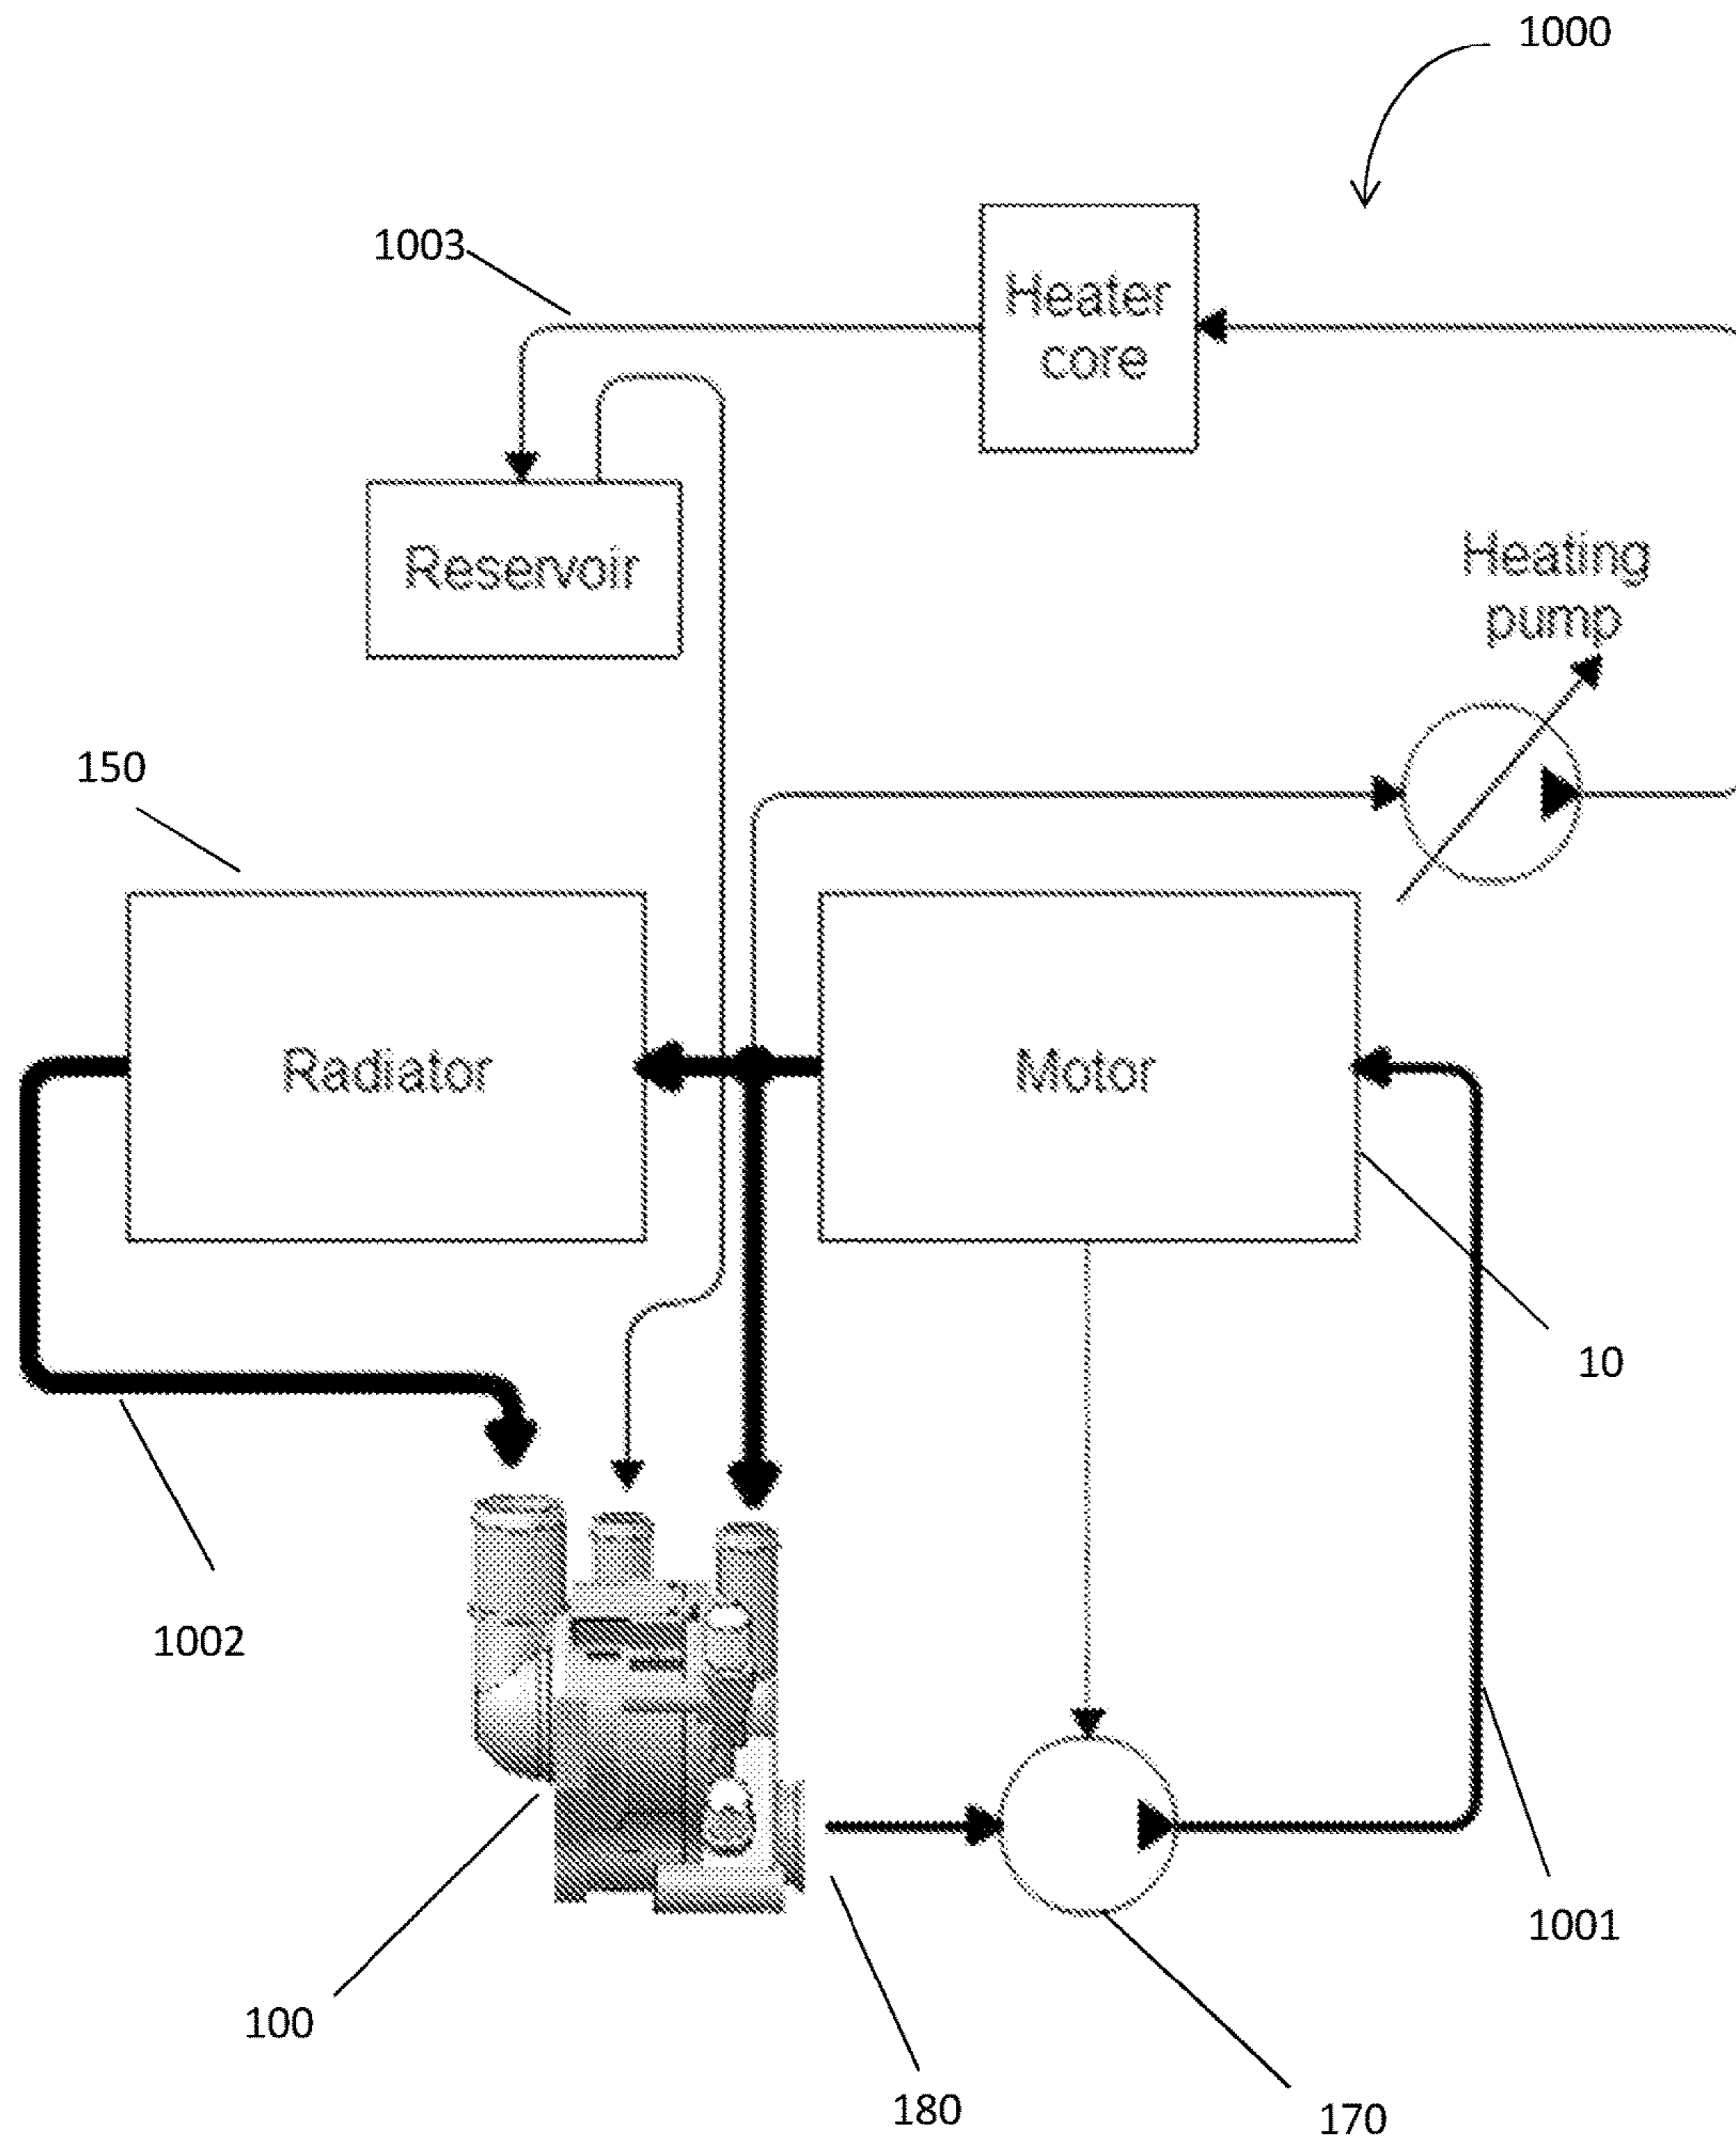 1000
1003
Heater
core
Reservoir
Heating
pump
150
Radiator
Motor
10
1002
1001
100
180
170